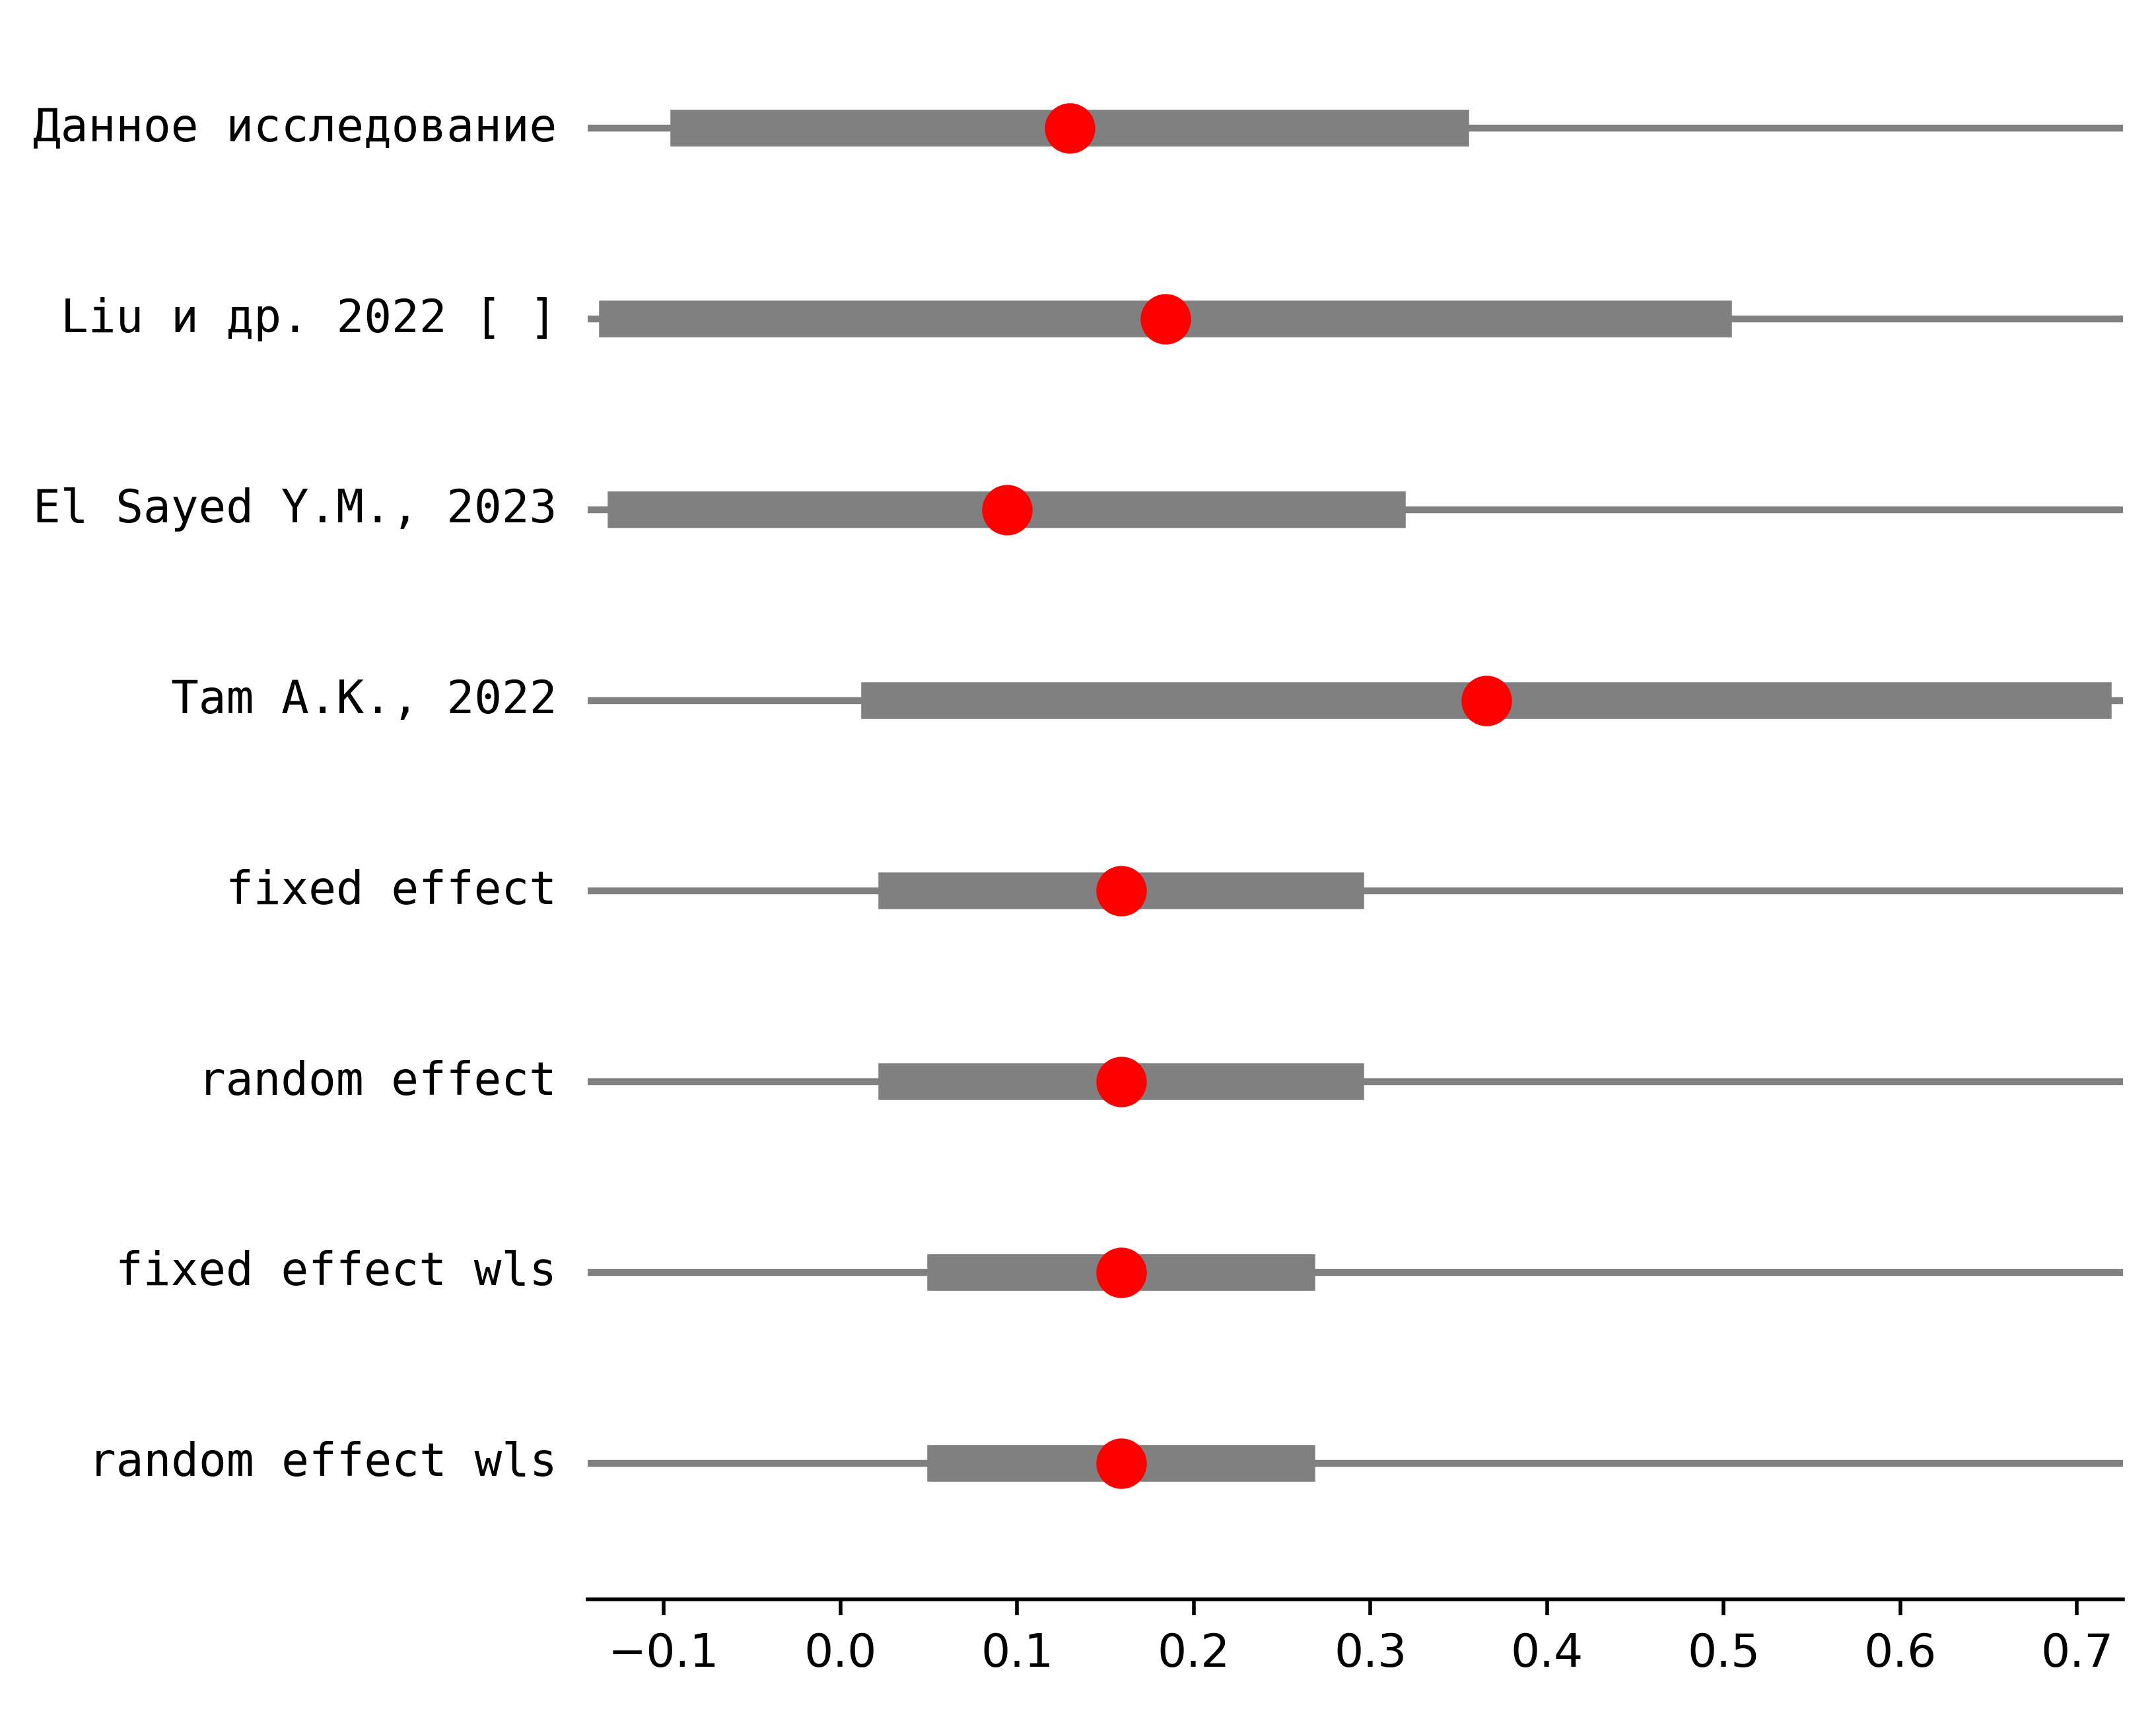 Данное исследование
Liu и др. 2022 [ ]
El Sayed Y.M., 2023
Tam A.K., 2022
fixed effect
random effect
fixed effect wls
random effect wls
−0.1 0.0 0.1 0.2 0.3 0.4 0.5 0.6 0.7